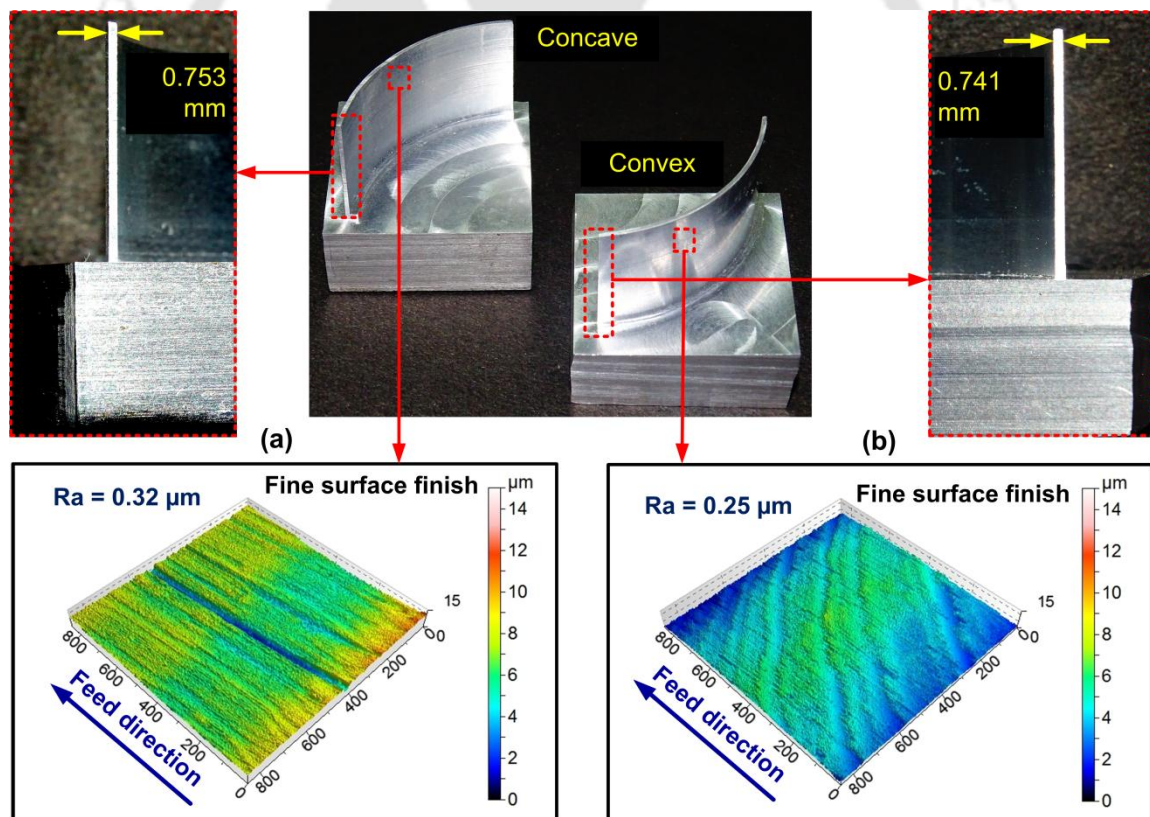 0.753
mm
Concave
Convex
0.741
mm
(a)
(b)
Ra = 0.32 µm
Fine surface finish
µm
14
12
10
8
6
4
2
0
15
0
200
400
600
800
800
600
400
200
0
Feed direction
Ra = 0.25 µm
Fine surface finish
µm
14
12
10
8
6
4
2
0
15
0
200
400
600
800
800
600
400
200
0
Feed direction